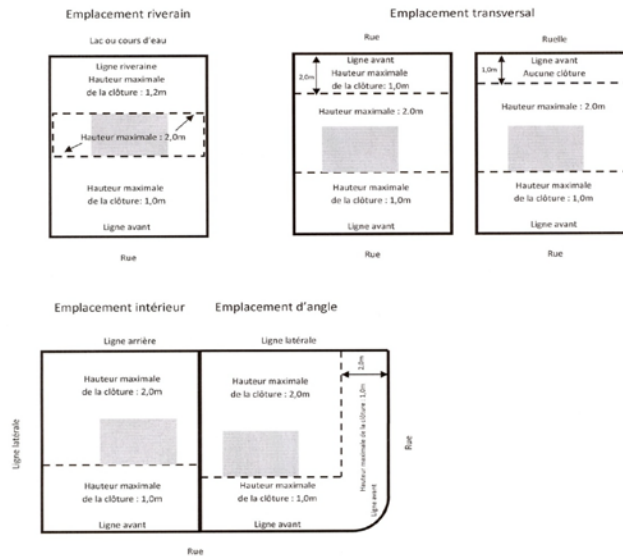 Emplacement riverain
Lac ou cours d'eau
Ligne riveraine
Hauteur maximale
de la clôture : 1,2m
Hauteur maximale : 2,0m
Hauteur maximale
de la clôture: 1,0m
Ligne avant
Rue
Emplacement transversal
Rue
2,0m
Ligne avant
Hauteur maximale
de la clôture: 1,0m
Hauteur maximale: 2.0m
Hauteur maximale
de la clôture : 1,0m
Ligne avant
Rue
Ruelle
1,0m
Ligne avant
Aucune clôture
Hauteur maximale: 2.0m
Hauteur maximale
de la clôture : 1,0m
Ligne avant
Rue
Emplacement intérieur
Ligne arrière
Ligne latérale
Hauteur maximale
de la clôture : 2,0m
Hauteur maximale
de la clôture : 1,0m
Ligne avant
Emplacement d'angle
Ligne latérale
Hauteur maximale
de la clôture : 2,0m
2,0m
Hauteur maximale de la clôture : 1,0m
Ligne avant
Rue
Hauteur maximale
de la clôture : 1,0m
Ligne avant
Rue